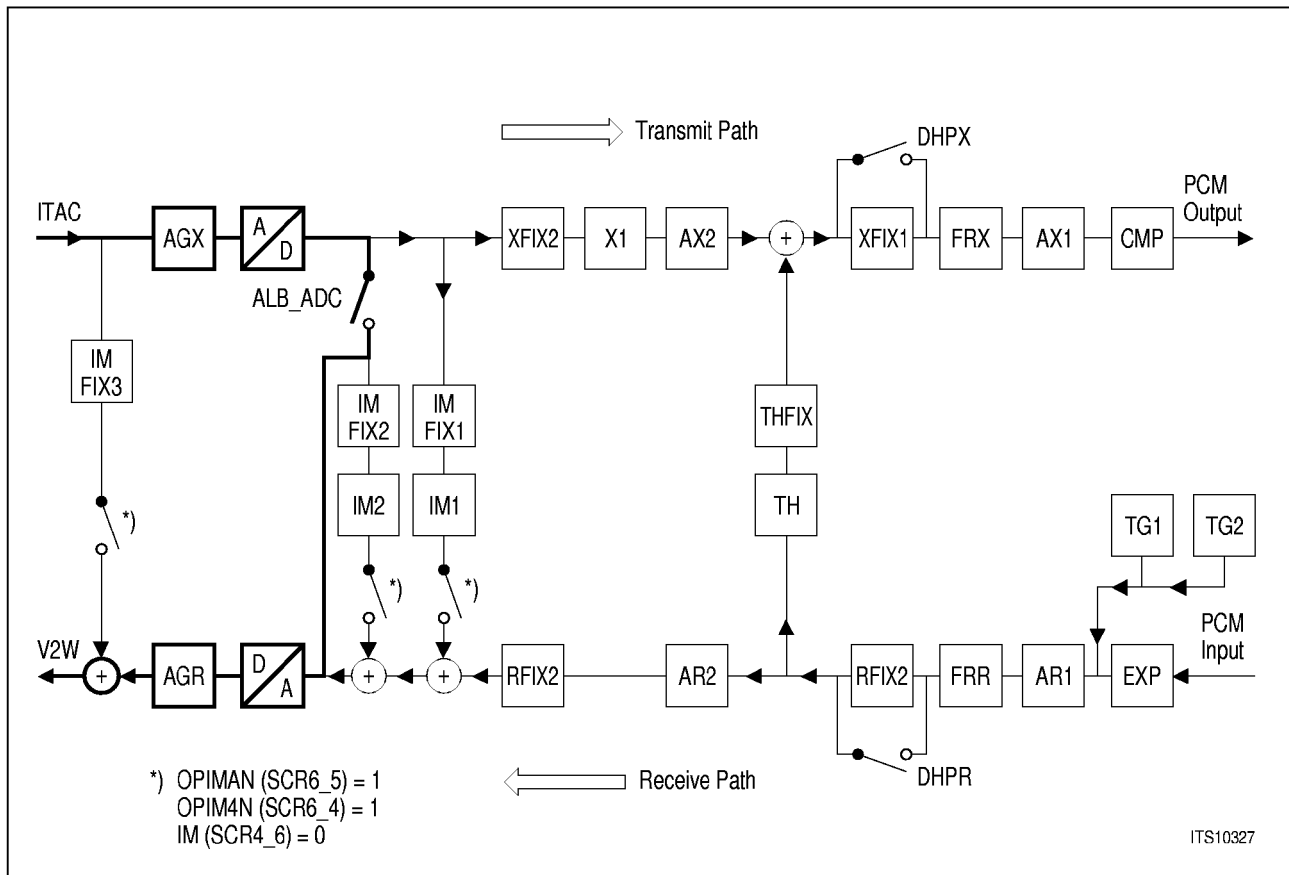 Transmit Path
DHPX
ITAC
AGX
A
D
XFIX2
X1
AX2
+
XFIX1
FRX
AX1
CMP
PCM
Output
ALB_ADC
IM
FIX3
IM
FIX2
IM
FIX1
THFIX
IM2
IM1
TH
*)
*)
*)
TG1
TG2
V2W
+
AGR
D
A
+
+
RFIX2
AR2
RFIX2
FRR
AR1
EXP
PCM
Input
DHPR
Receive Path
*) OPIMAN (SCR6_5) = 1
OPIM4N (SCR6_4) = 1
IM (SCR4_6) = 0
ITS10327